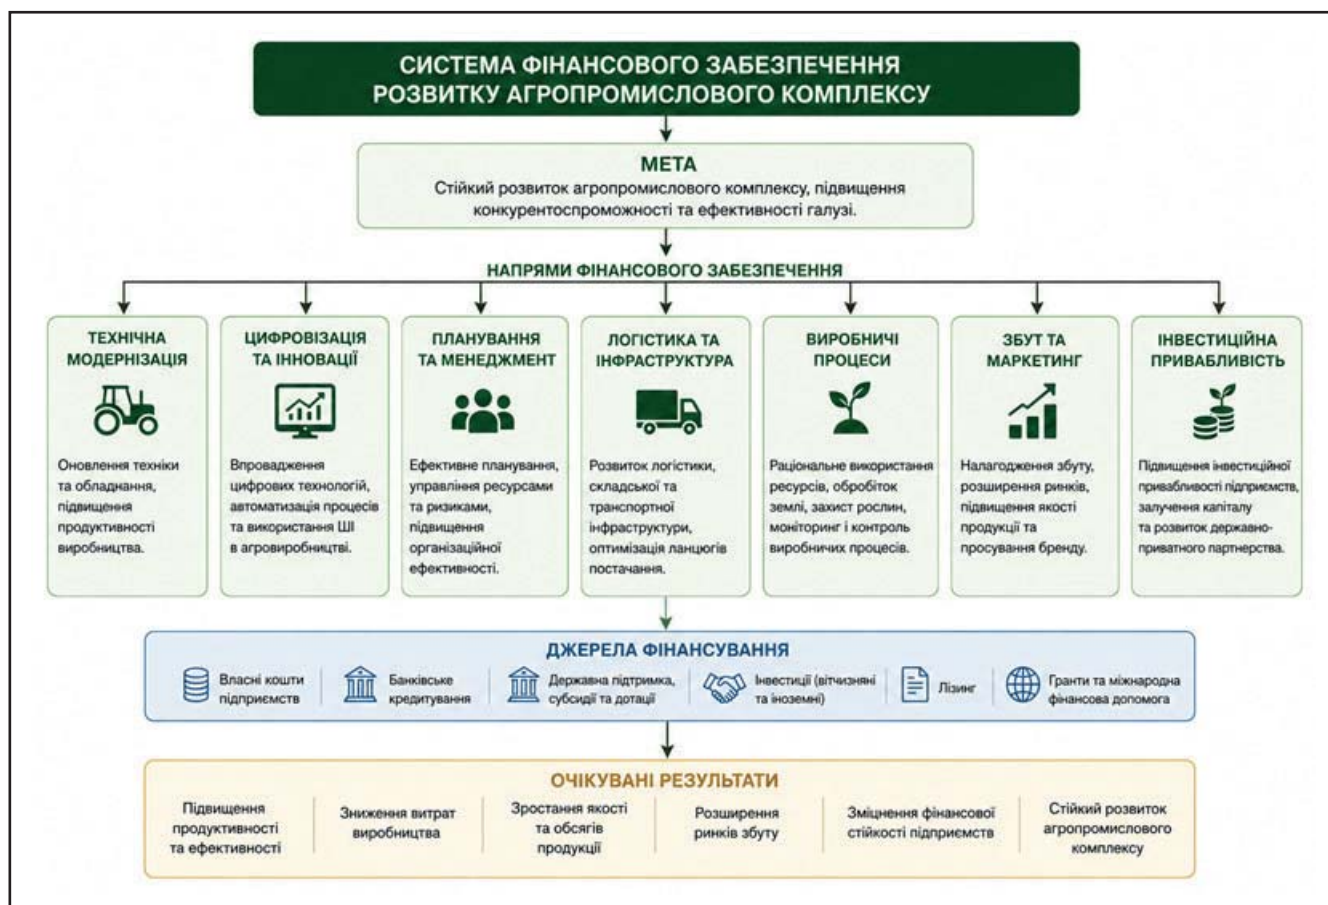 СИСТЕМА ФІНАНСОВОГО ЗАБЕЗПЕЧЕННЯ
РОЗВИТКУ АГРОПРОМИСЛОВОГО КОМПЛЕКСУ
МЕТА
Стійкий розвиток агропромислового комплексу, підвищення
конкурентоспроможності та ефективності галузі.
НАПРЯМИ ФІНАНСОВОГО ЗАБЕЗПЕЧЕННЯ
ТЕХНІЧНА
МОДЕРНІЗАЦІЯ
Оновлення техніки
та обладнання,
підвищення
продуктивності
виробництва.
ЦИФРОВІЗАЦІЯ
ТА ІННОВАЦІЇ
Впровадження
цифрових технологій,
автоматизація процесів
та використання ШІ
в агровиробництві.
ПЛАНУВАННЯ
ТА МЕНЕДЖМЕНТ
Ефективне планування,
управління ресурсами
та ризиками,
підвищення
організаційної
ефективності.
ЛОГІСТИКА ТА
ІНФРАСТРУКТУРА
Розвиток логістики,
складської та
транспортної
інфраструктури,
оптимізація ланцюгів
постачання.
ВИРОБНИЧІ
ПРОЦЕСИ
Раціональне використання
ресурсів, обробіток
землі, захист рослин,
моніторинг і контроль
виробничих процесів.
ЗБУТ ТА
МАРКЕТИНГ
Налагодження збуту,
розширення ринків,
підвищення якості
продукції та
просування бренду.
ІНВЕСТИЦІЙНА
ПРИВАБЛИВІСТЬ
Підвищення інвестиційної
привабливості підприємств,
залучення капіталу
та розвиток державно-
приватного партнерства.
ДЖЕРЕЛА ФІНАНСУВАННЯ
Власні кошти
підприємств
Банківське
кредитування
Державна підтримка,
субсидії та дотації
Інвестиції (вітчизняні
та іноземні)
Лізинг
Гранти та міжнародна
фінансова допомога
ОЧІКУВАНІ РЕЗУЛЬТАТИ
Підвищення
продуктивності
та ефективності
Зниження витрат
виробництва
Зростання якості
та обсягів
продукції
Розширення
ринків збуту
Зміцнення фінансової
стійкості підприємств
Стійкий розвиток
агропромислового
комплексу